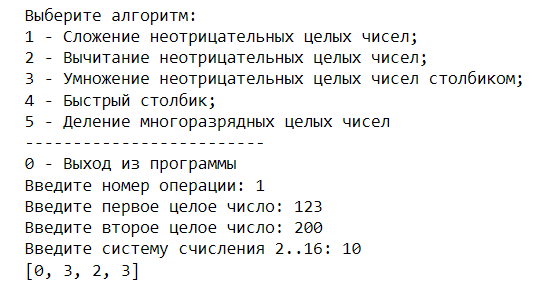 Выберите алгоритм:
1 - Сложение неотрицательных целых чисел;
2 - Вычитание неотрицательных целых чисел;
3 - Умножение неотрицательных целых чисел столбиком;
4 - Быстрый столбик;
5 - Деление многоразрядных целых чисел
-------------------------
0 - Выход из программы
Введите номер операции: 1
Введите первое целое число: 123
Введите второе целое число: 200
Введите систему счисления 2..16: 10
[0, 3, 2, 3]